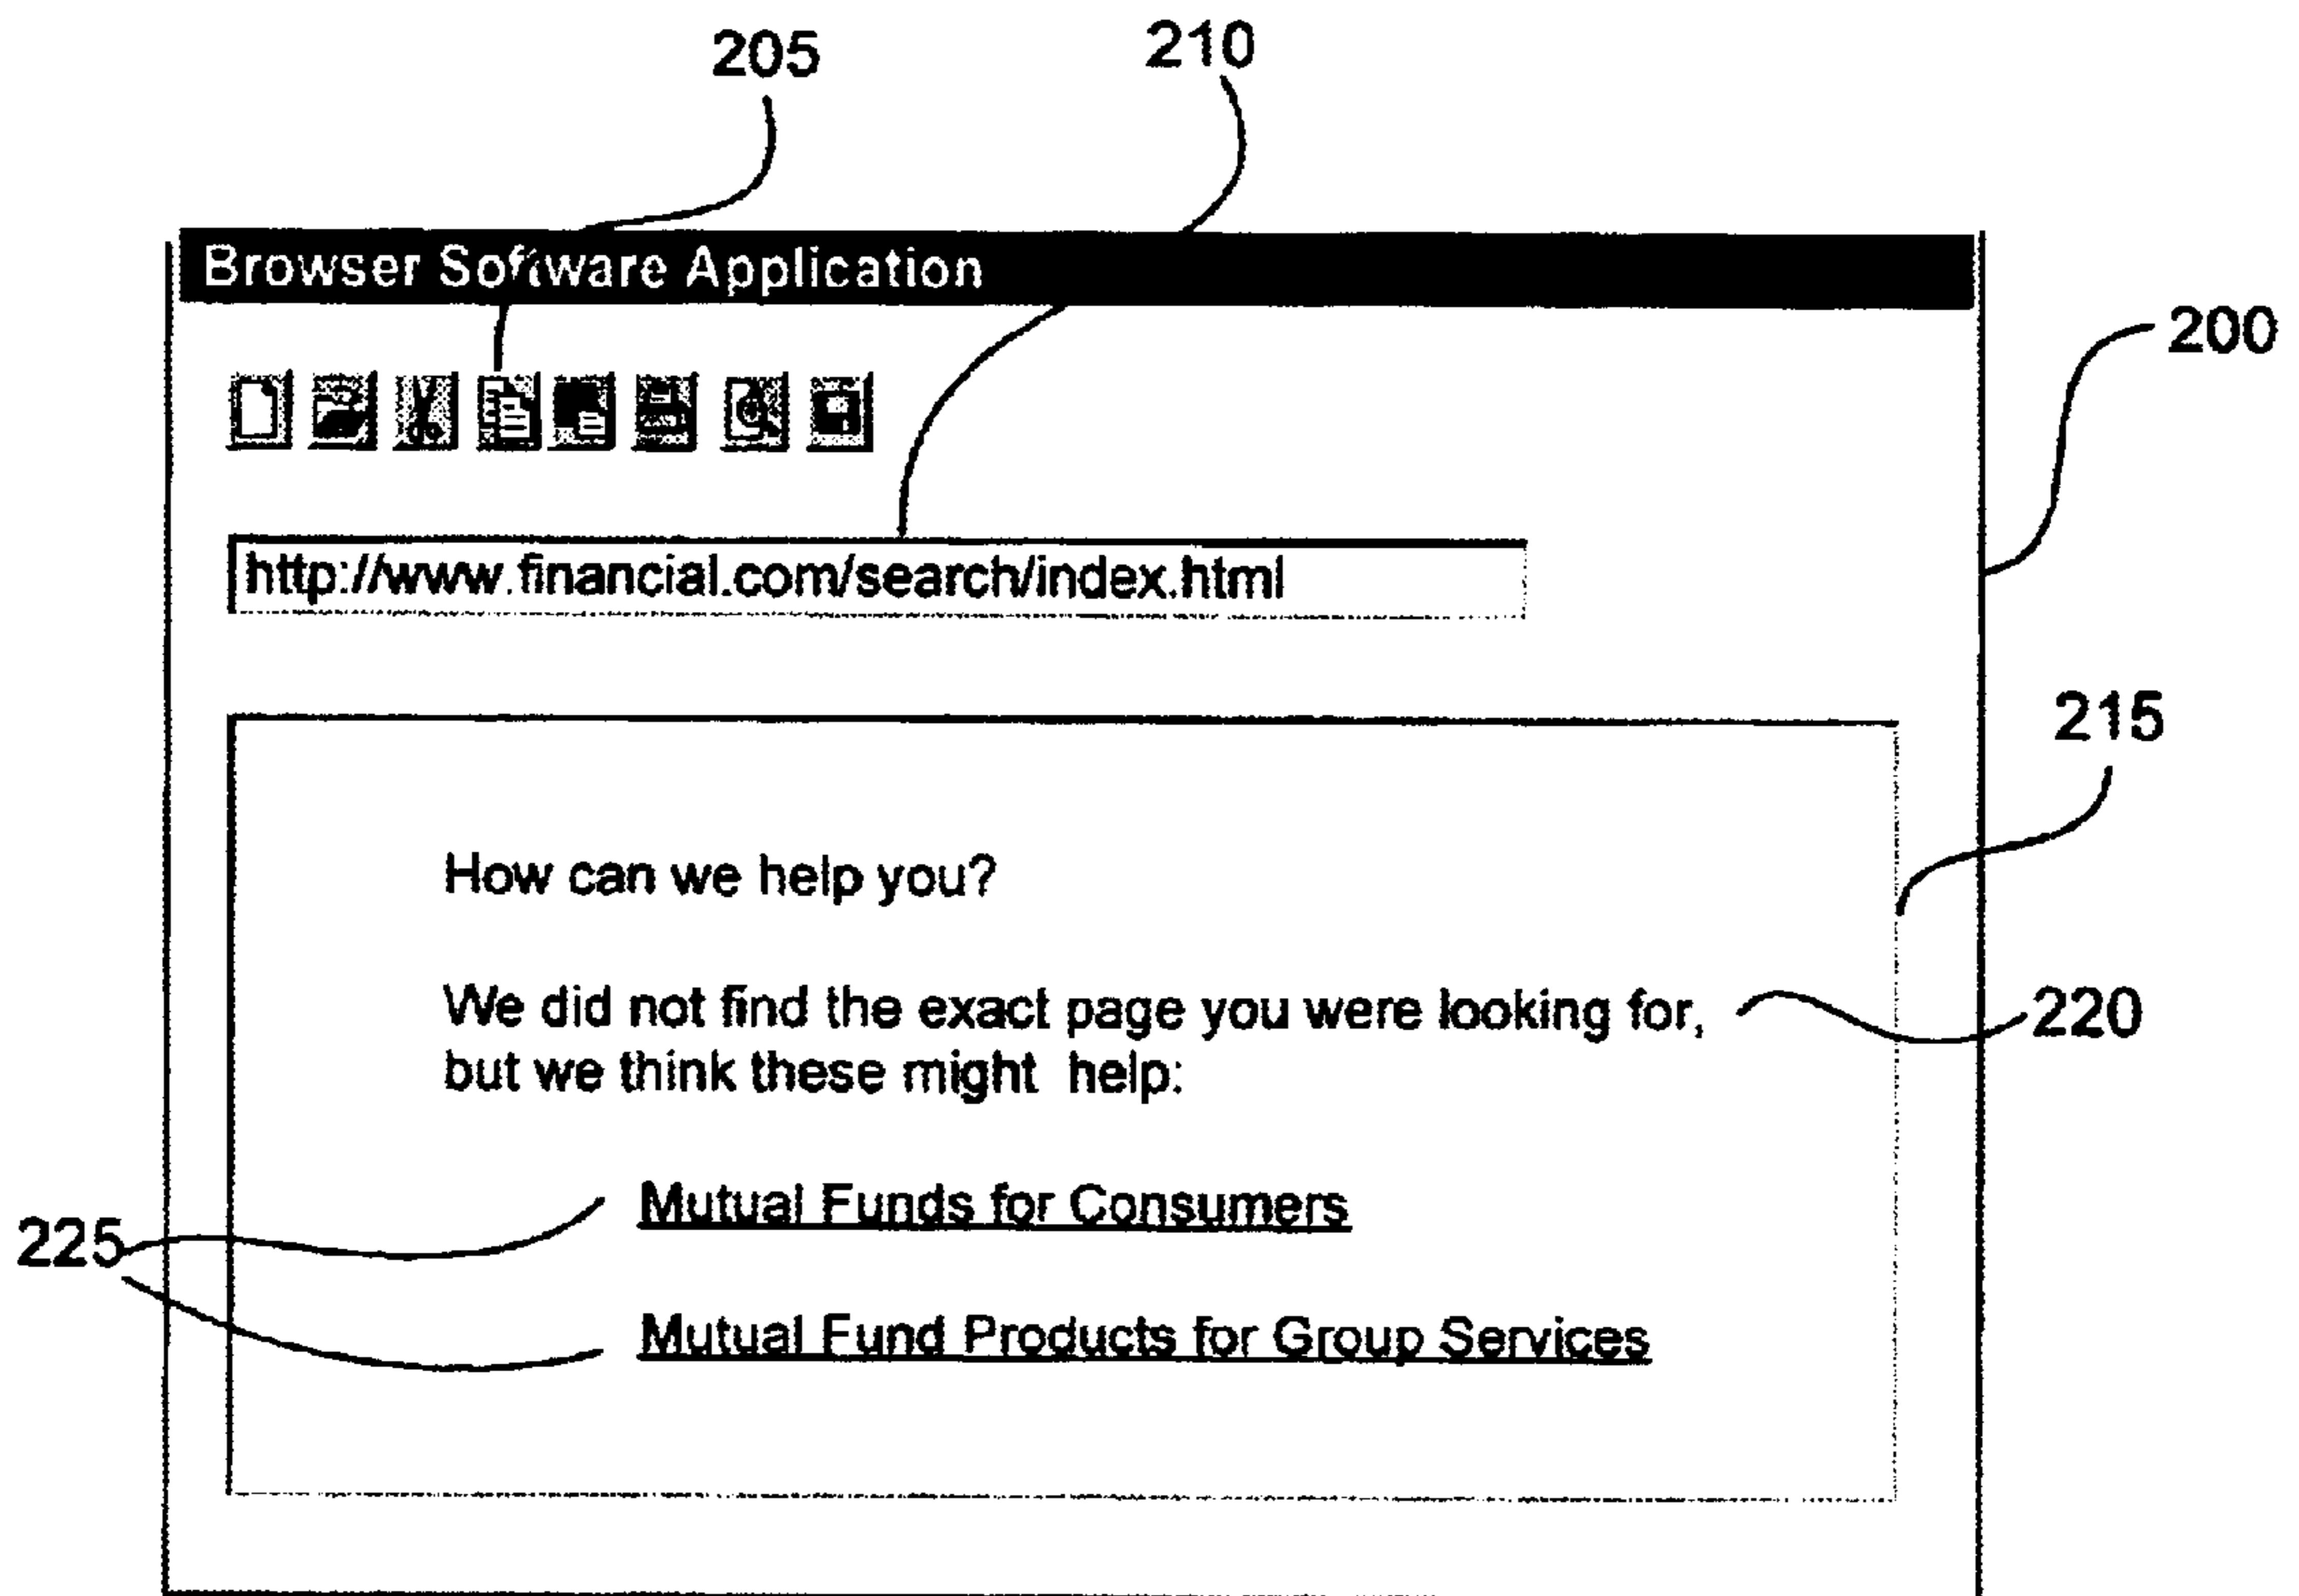 205
210
Browser Software Application
200
http://www.financial.com/search/index.html
215
How can we help you?
We did not find the exact page you were looking for,
220
but we think these might help:
225
Mutual Funds for Consumers
Mutual Fund Products for Group Services